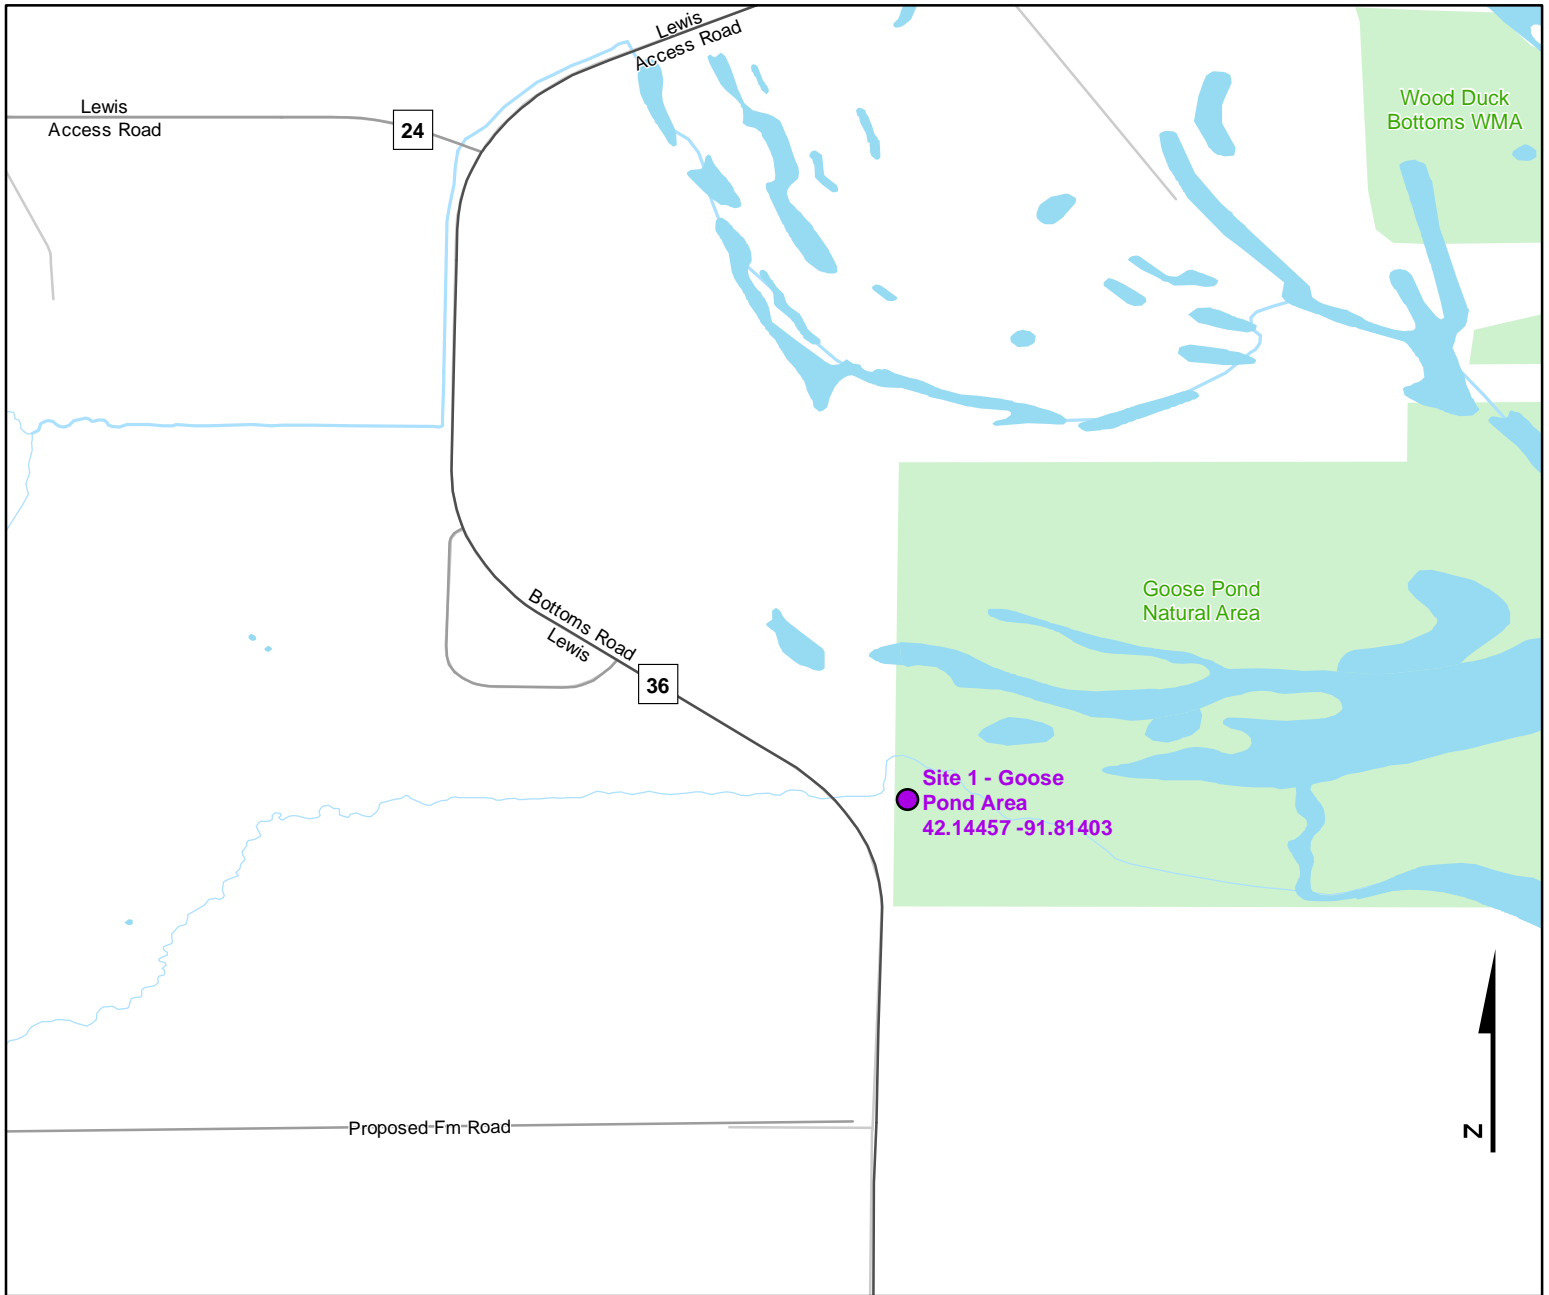 Lewis
Access Road
Lewis
Access Road
24
Wood Duck
Bottoms WMA
Bottoms Road
Lewis
36
Goose Pond
Natural Area
Site 1 - Goose
Pond Area
42.14457 -91.81403
Proposed Fm Road
N